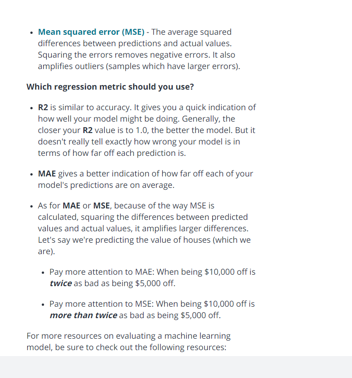 • Mean squared error (MSE) - The average squared
differences between predictions and actual values.
Squaring the errors removes negative errors. It also
amplifies outliers (samples which have larger errors).
Which regression metric should you use?
• R2 is similar to accuracy. It gives you a quick indication of
how well your model might be doing. Generally, the
closer your R2 value is to 1.0, the better the model. But it
doesn't really tell exactly how wrong your model is in
terms of how far off each prediction is.
• MAE gives a better indication of how far off each of your
model's predictions are on average.
• As for MAE or MSE, because of the way MSE is
calculated, squaring the differences between predicted
values and actual values, it amplifies larger differences.
Let's say we're predicting the value of houses (which we
are).
• Pay more attention to MAE: When being $10,000 off is
twice as bad as being $5,000 off.
• Pay more attention to MSE: When being $10,000 off is
more than twice as bad as being $5,000 off.
For more resources on evaluating a machine learning
model, be sure to check out the following resources: